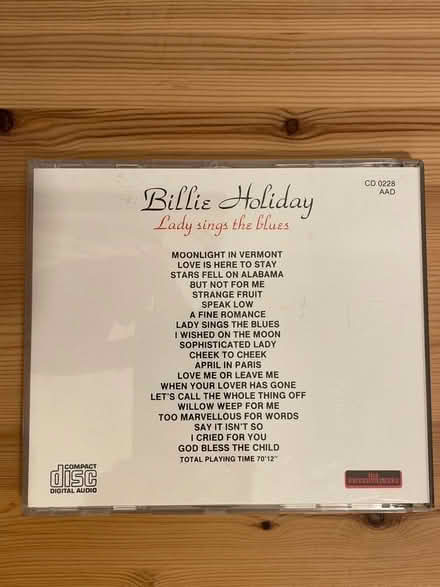 Billie Holiday
Lady sings the blues
CD 0228
AAD
MOONLIGHT IN VERMONT
LOVE IS HERE TO STAY
STARS FELL ON ALABAMA
BUT NOT FOR ME
STRANGE FRUIT
SPEAK LOW
A FINE ROMANCE
LADY SINGS THE BLUES
I WISHED ON THE MOON
SOPHISTICATED LADY
CHEEK TO CHEEK
APRIL IN PARIS
LOVE ME OR LEAVE ME
WHEN YOUR LOVER HAS GONE
LET'S CALL THE WHOLE THING OFF
WILLOW WEEP FOR ME
TOO MARVELLOUS FOR WORDS
SAY IT ISN'T SO
I CRIED FOR YOU
GOD BLESS THE CHILD
TOTAL PLAYING TIME 70'12"
COMPACT
disc
DIGITAL AUDIO
THE
ENTERTAINERS